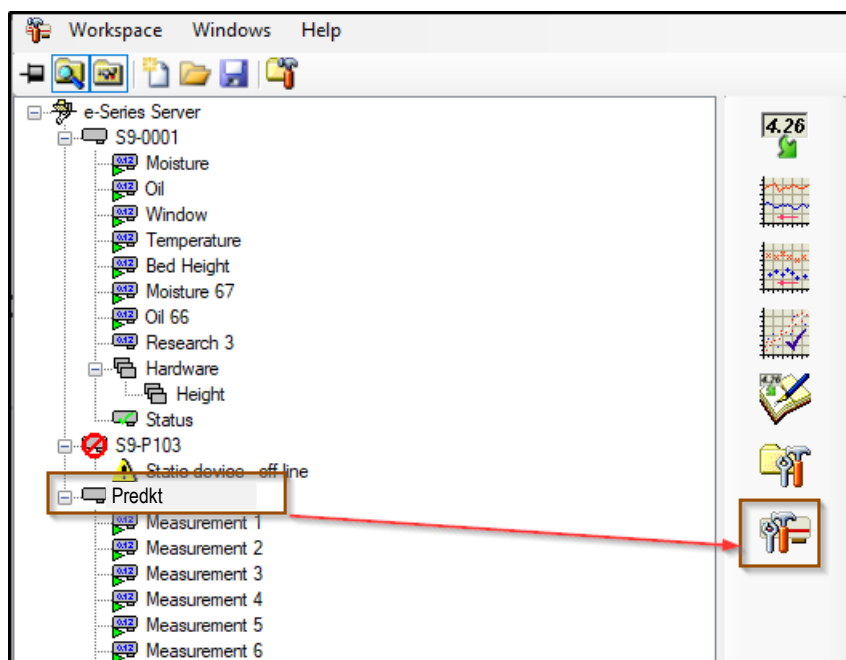 Workspace Windows Help
e-Series Server
4.26
S9-0001
Moisture
Oil
Window
Temperature
Bed Height
Moisture 67
Oil 66
Research 3
Hardware
Height
4.26
Status
S9-P103
Static device - off line
Predkt
Measurement 1
Measurement 2
Measurement 3
Measurement 4
Measurement 5
Measurement 6